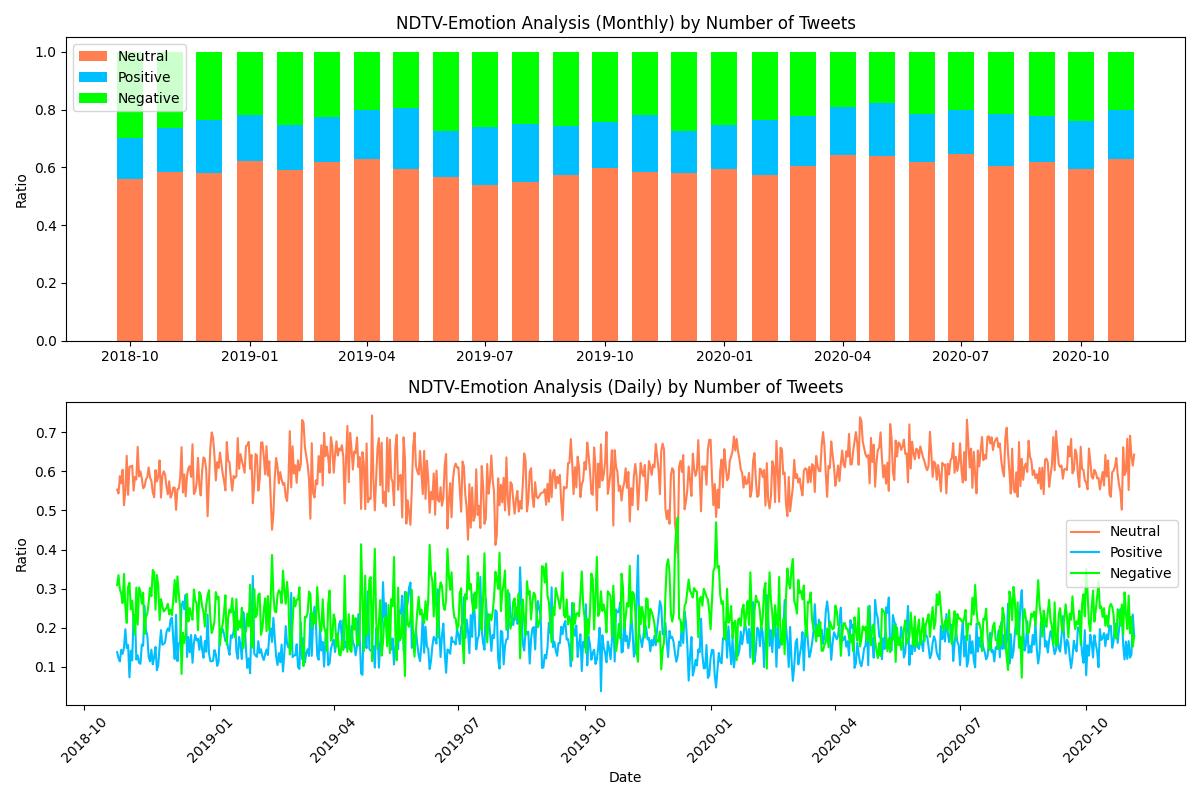 NDTV-Emotion Analysis (Monthly) by Number of Tweets
1.0
0.8
0.6
0.4
0.2
0.0
Ratio
Neutral
Positive
Negative
2018-10 2019-01 2019-04 2019-07 2019-10 2020-01 2020-04 2020-07 2020-10
NDTV-Emotion Analysis (Daily) by Number of Tweets
0.7
0.6
0.5
0.4
0.3
0.2
0.1
Ratio
Neutral
Positive
Negative
2018-10 2019-01 2019-04 2019-07 2019-10 2020-01 2020-04 2020-07 2020-10
Date